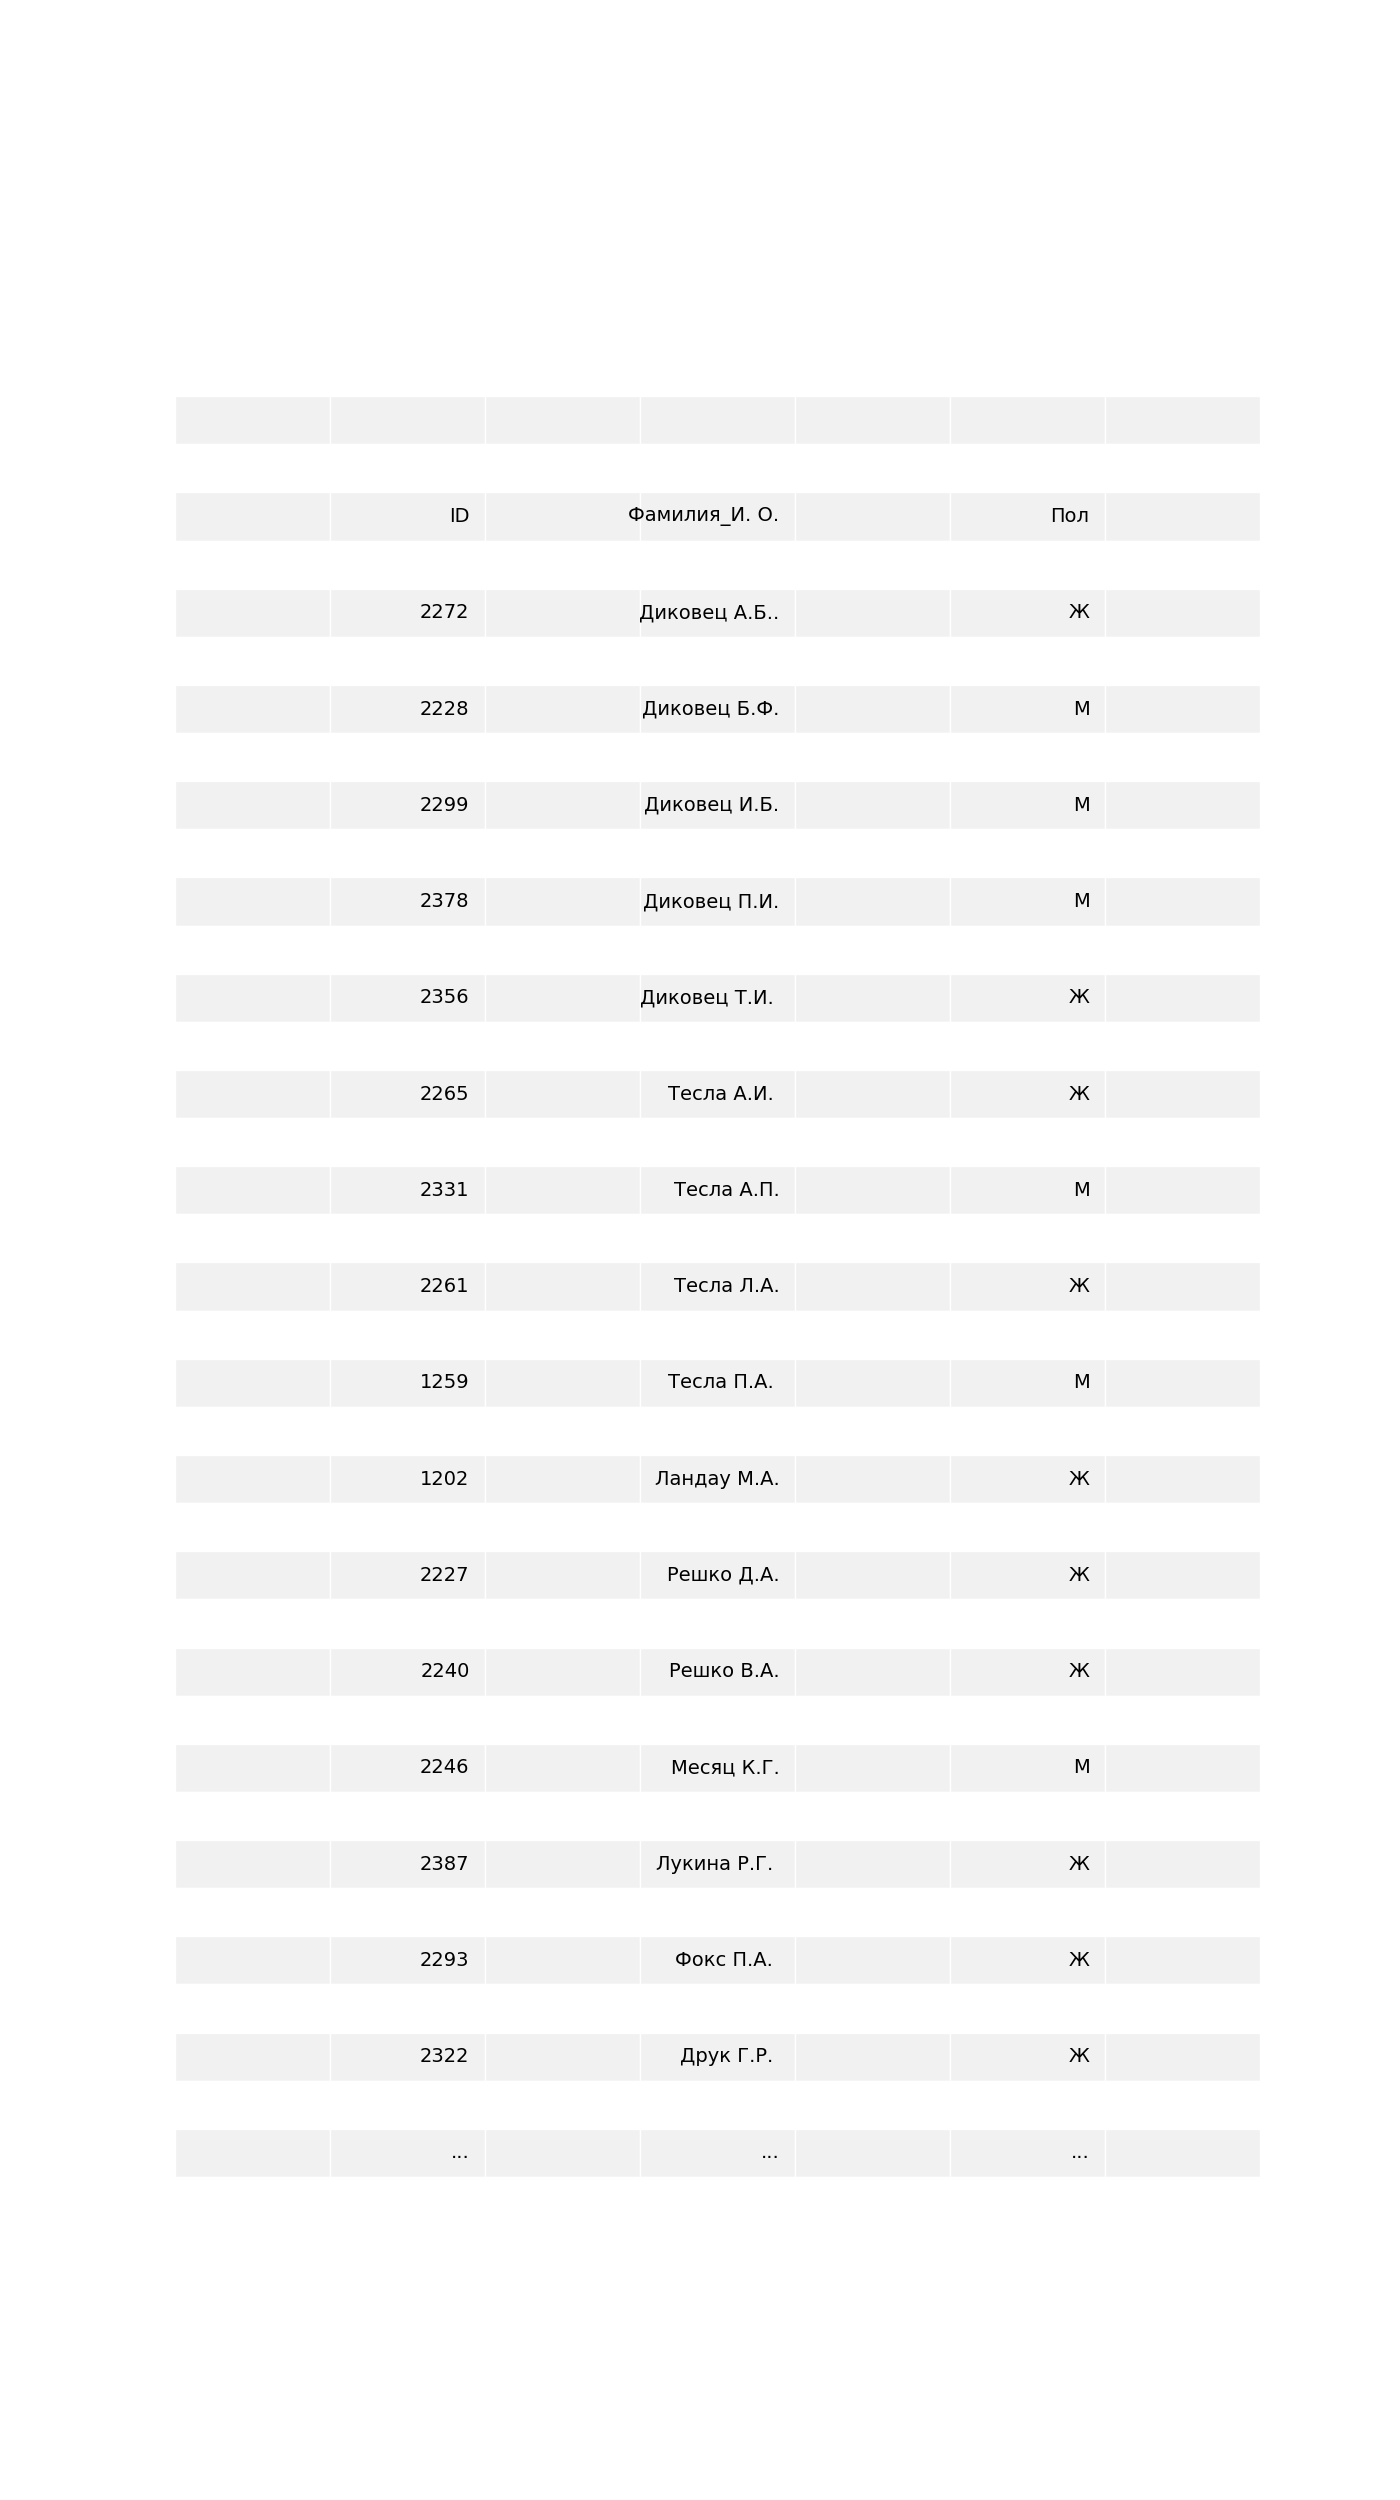 ID Фамилия_И. О. Пол
2272 Диковец А.Б.. Ж
2228 Диковец Б.Ф. М
2299 Диковец И.Б. М
2378 Диковец П.И. М
2356 Диковец Т.И. Ж
2265 Тесла А.И. Ж
2331 Тесла А.П. М
2261 Тесла Л.А. Ж
1259 Тесла П.А. М
1202 Ландау М.А. Ж
2227 Решко Д.А. Ж
2240 Решко В.А. Ж
2246 Месяц К.Г. М
2387 Лукина Р.Г. Ж
2293 Фокс П.А. Ж
2322 Друк Г.Р. Ж
... ... ...